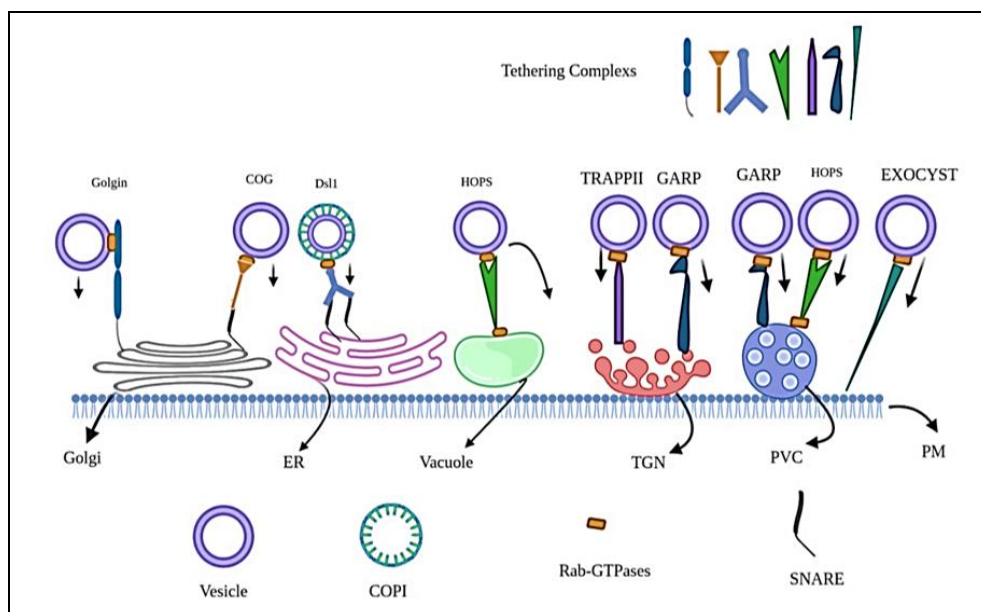 Tethering Complexs
Golgin
COG
Dsl1
HOPS
TRAPPII
GARP
GARP
HOPS
EXOCYST
Golgi
ER
Vacuole
TGN
PVC
PM
Vesicle
COPI
Rab-GTPases
SNARE